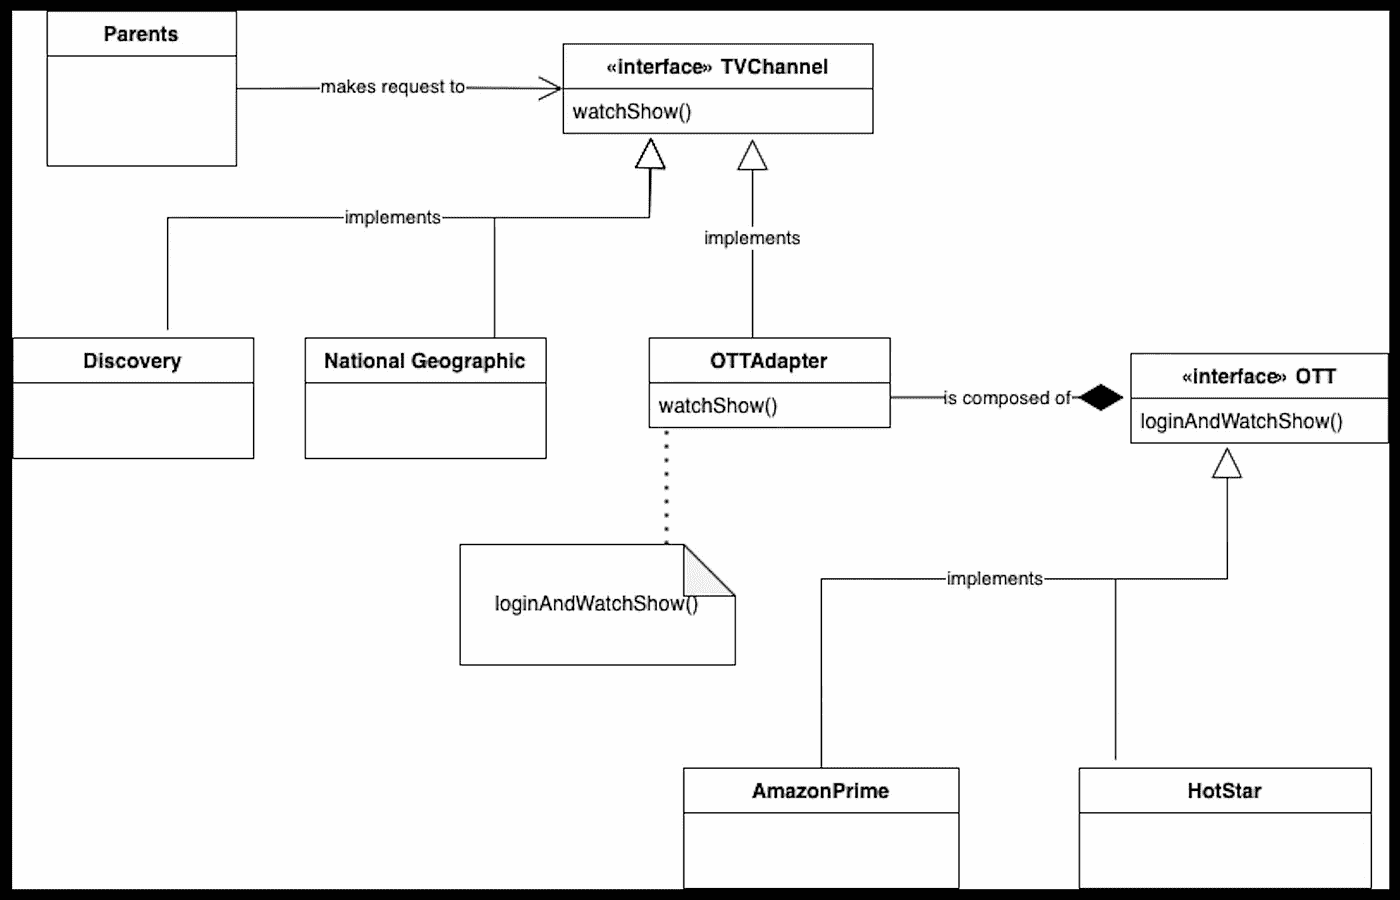 Parents
«interface» TVChannel
makes request to
watchShow()
implements
implements
Discovery
National Geographic
OTTAdapter
«interface» OTT
watchShow()
is composed of
loginAndWatchShow()
implements
loginAndWatchShow()
AmazonPrime
HotStar